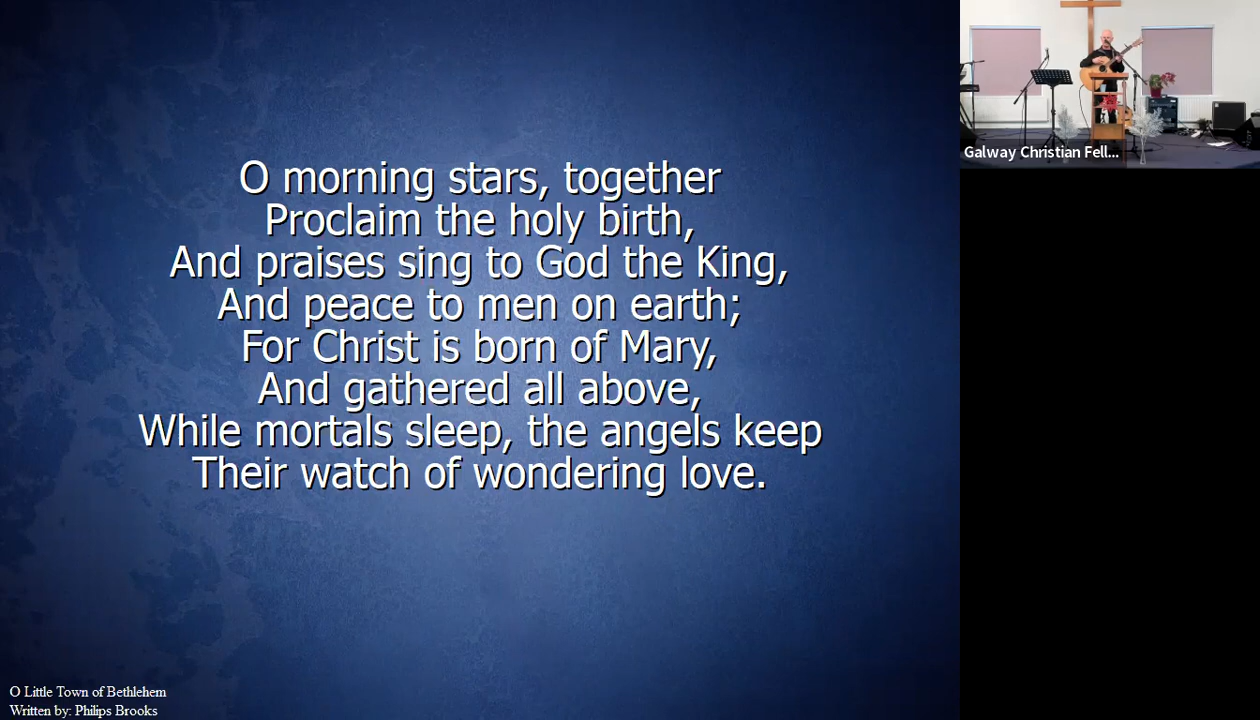 O morning stars, together
Proclaim the holy birth,
And praises sing to God the King,
And peace to men on earth;
For Christ is born of Mary,
And gathered all above,
While mortals sleep, the angels keep
Their watch of wondering love.
O Little Town of Bethlehem
Written by: Philips Brooks
Galway Christian Fell...